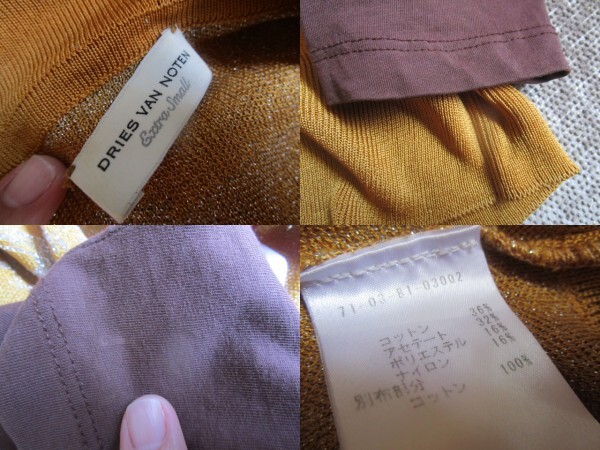 DRIES VAN NOTEN
Extra Small
71-03-81-03002
コットン 36%
アセテート 32%
ポリエステル 16%
ナイロン 16%
別布部分
コットン 100%